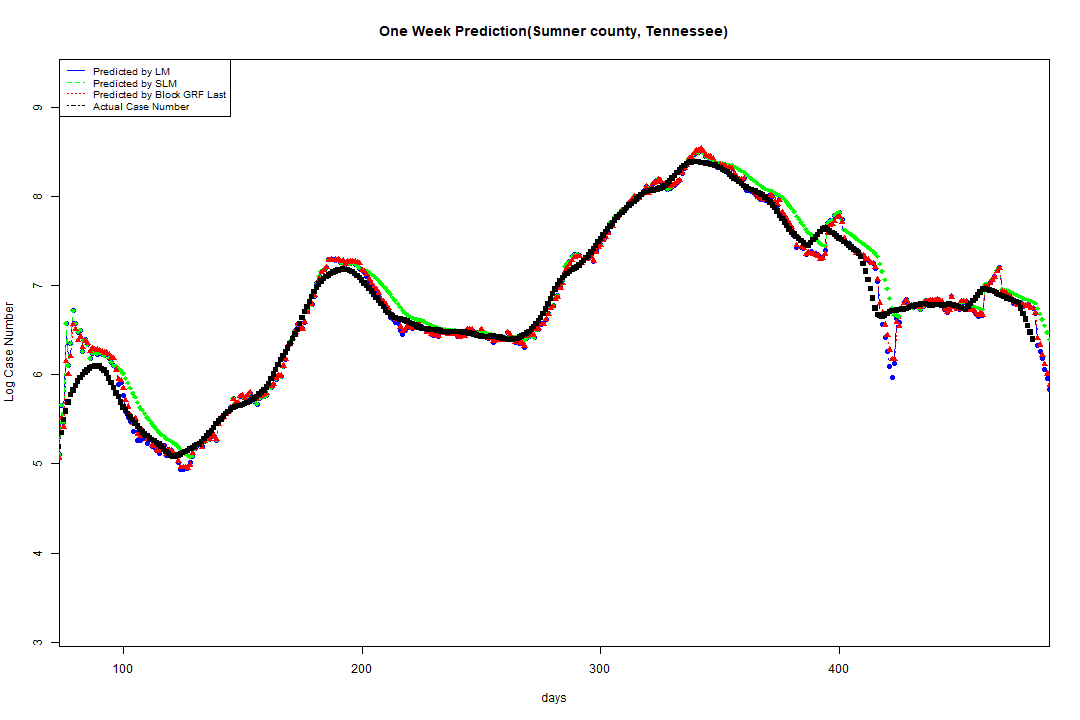 One Week Prediction(Sumner county, Tennessee)
Predicted by LM
Predicted by SLM
Predicted by Block GRF Last
Actual Case Number
9
8
7
6
5
4
3
Log Case Number
100 200 300 400
days